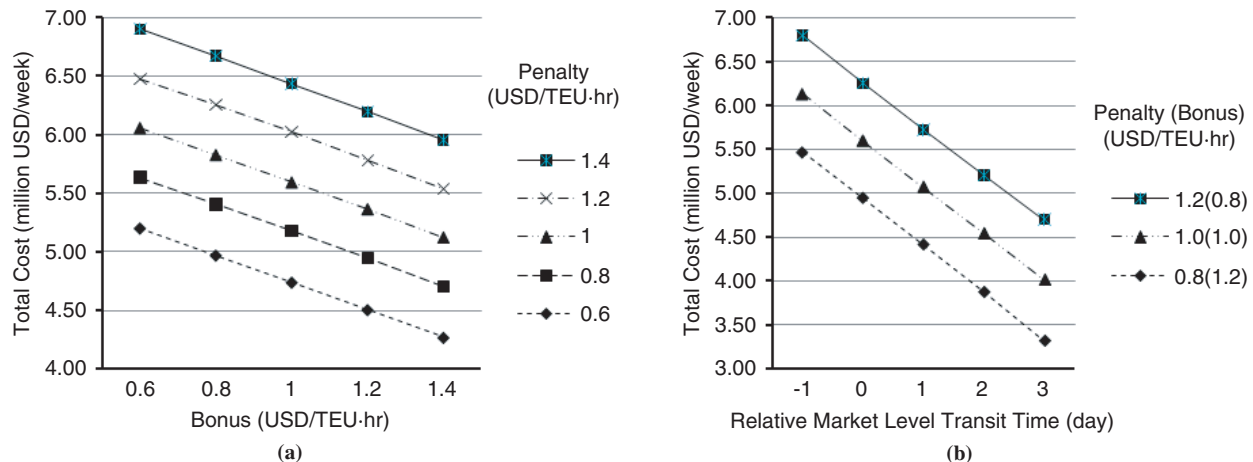 7.00
6.50
6.00
5.50
5.00
4.50
4.00
Total Cost (million USD/week)
0.6 0.8 1 1.2 1.4
Bonus (USD/TEU·hr)
Penalty
(USD/TEU·hr)
1.4
1.2
1
0.8
0.6
(a)
7.00
6.50
6.00
5.50
5.00
4.50
4.00
3.50
3.00
Total Cost (million USD/week)
-1 0 1 2 3
Relative Market Level Transit Time (day)
Penalty (Bonus)
(USD/TEU·hr)
1.2(0.8)
1.0(1.0)
0.8(1.2)
(b)